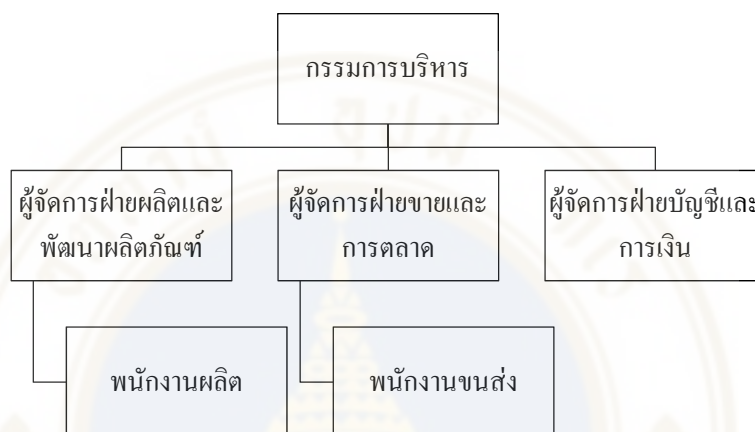 กรรมการบริหาร
ผู้จัดการฝ่ายผลิตและ
พัฒนาผลิตภัณฑ์
ผู้จัดการฝ่ายขายและ
การตลาด
ผู้จัดการฝ่ายบัญชีและ
การเงิน
พนักงานผลิต
พนักงานขนส่ง